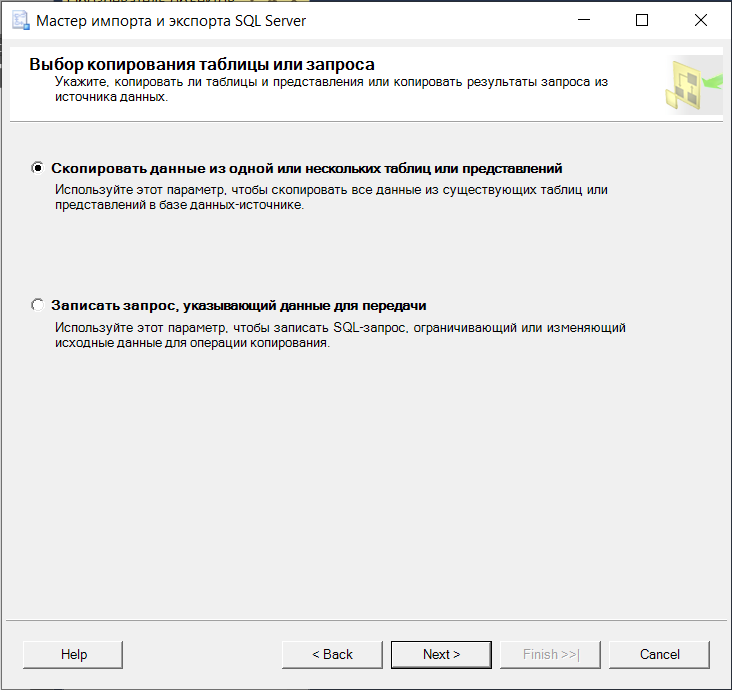 Мастер импорта и экспорта SQL Server
Выбор копирования таблицы или запроса
Укажите, копировать ли таблицы и представления или копировать результаты запроса из
источника данных.
Скопировать данные из одной или нескольких таблиц или представлений
Используйте этот параметр, чтобы скопировать все данные из существующих таблиц или
представлений в базе данных-источнике.
Записать запрос, указывающий данные для передачи
Используйте этот параметр, чтобы записать SQL-запрос, ограничивающий или изменяющий
исходные данные для операции копирования.
Help
< Back
Next >
Finish >>|
Cancel